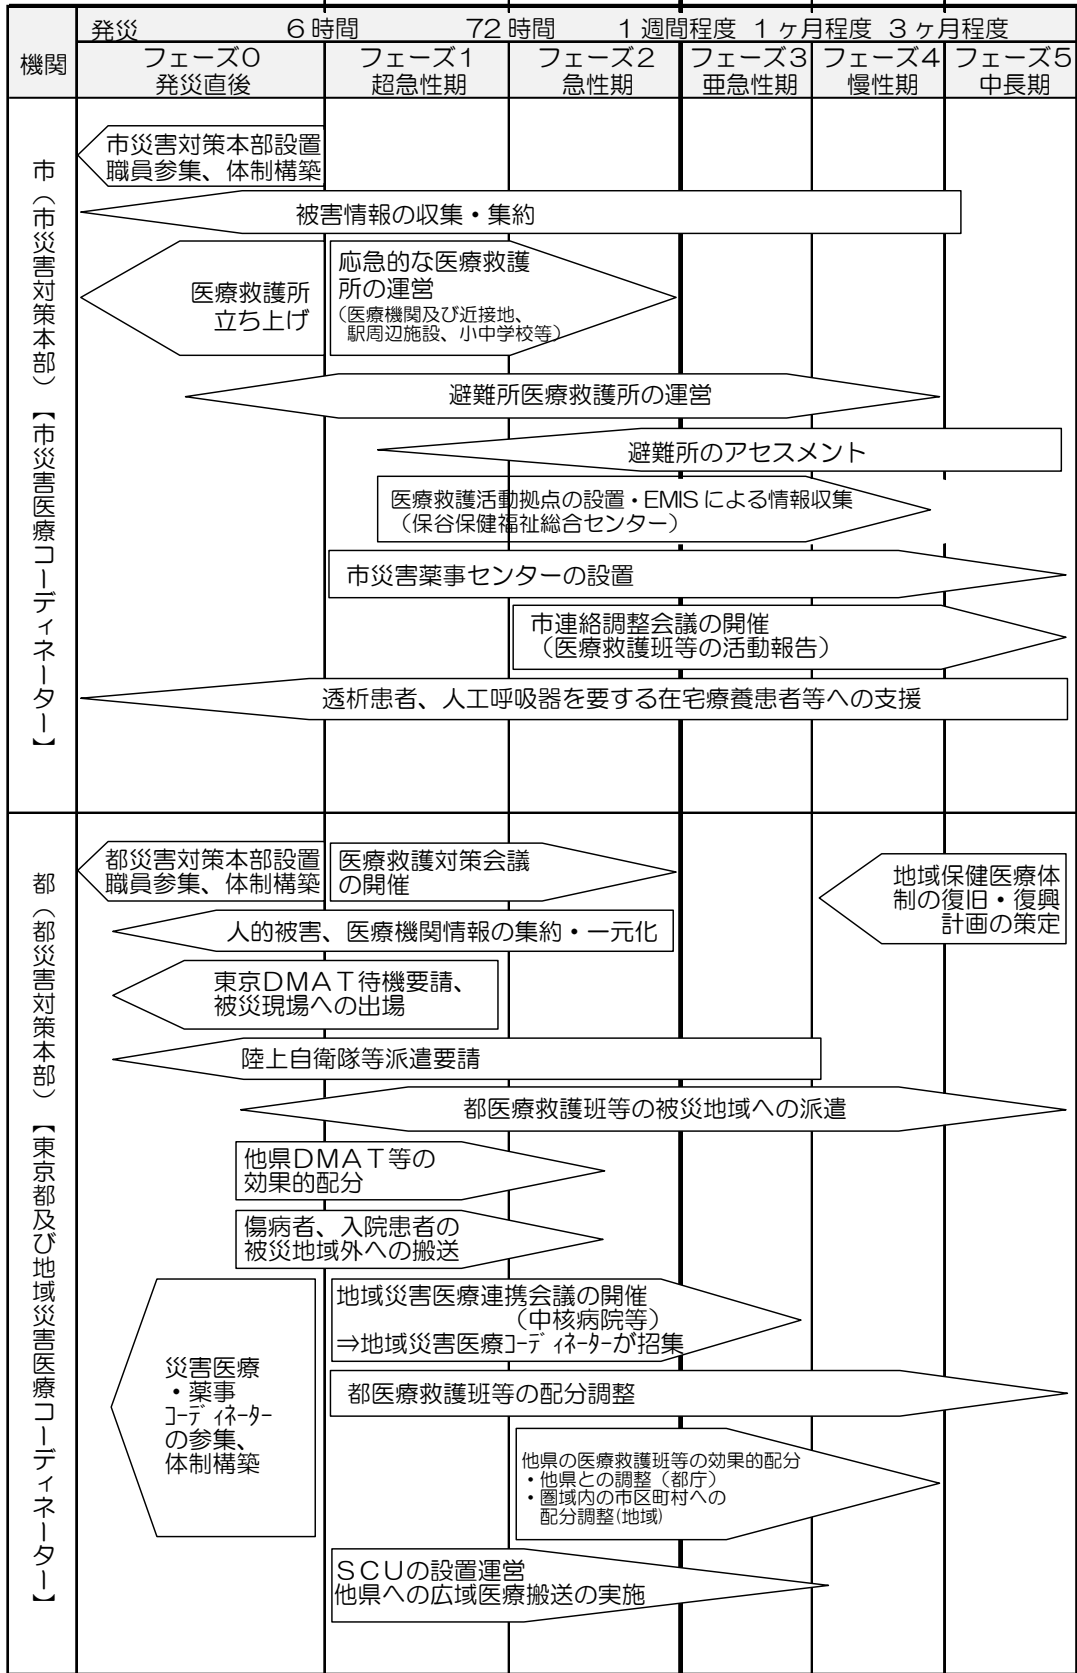 発災 6時間 72時間 1週間程度 1ヶ月程度 3ヶ月程度
機関
フェーズ0
発災直後
フェーズ1
超急性期
フェーズ2
急性期
フェーズ3
亜急性期
フェーズ4
慢性期
フェーズ5
中長期
市（市災害対策本部）【市災害医療コーディネーター】
市災害対策本部設置
職員参集、体制構築
被害情報の収集・集約
医療救護所
立ち上げ
応急的な医療救護
所の運営
（医療機関及び近接地、
駅周辺施設、小中学校等）
避難所医療救護所の運営
避難所のアセスメント
医療救護活動拠点の設置・EMISによる情報収集
（保谷保健福祉総合センター）
市災害薬事センターの設置
市連絡調整会議の開催
（医療救護班等の活動報告）
透析患者、人工呼吸器を要する在宅療養患者等への支援
都（都災害対策本部）【東京都及び地域災害医療コーディネーター】
都災害対策本部設置
職員参集、体制構築
医療救護対策会議
の開催
地域保健医療体
制の復旧・復興
計画の策定
人的被害、医療機関情報の集約・一元化
東京DMAT待機要請、
被災現場への出場
陸上自衛隊等派遣要請
都医療救護班等の被災地域への派遣
他県DMAT等の
効果的配分
傷病者、入院患者の
被災地域外への搬送
地域災害医療連携会議の開催
（中核病院等）
⇒地域災害医療ｺｰﾃﾞｨﾈｰﾀｰが招集
災害医療
・薬事
ｺｰﾃﾞｨﾈｰﾀｰ
の参集、
体制構築
都医療救護班等の配分調整
他県の医療救護班等の効果的配分
・他県との調整（都庁）
・圏域内の市区町村への
配分調整(地域)
SCUの設置運営
他県への広域医療搬送の実施